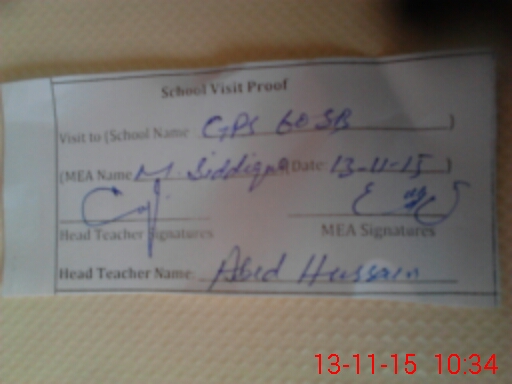 School Visit Proof
Visit to (School Name GPS 60 SB )
(MEA Name M. Siddique) Date: 13-11-15 )
Head Teacher Signatures MEA Signatures
Head Teacher Name: Abid Hussain
13-11-15 10:34